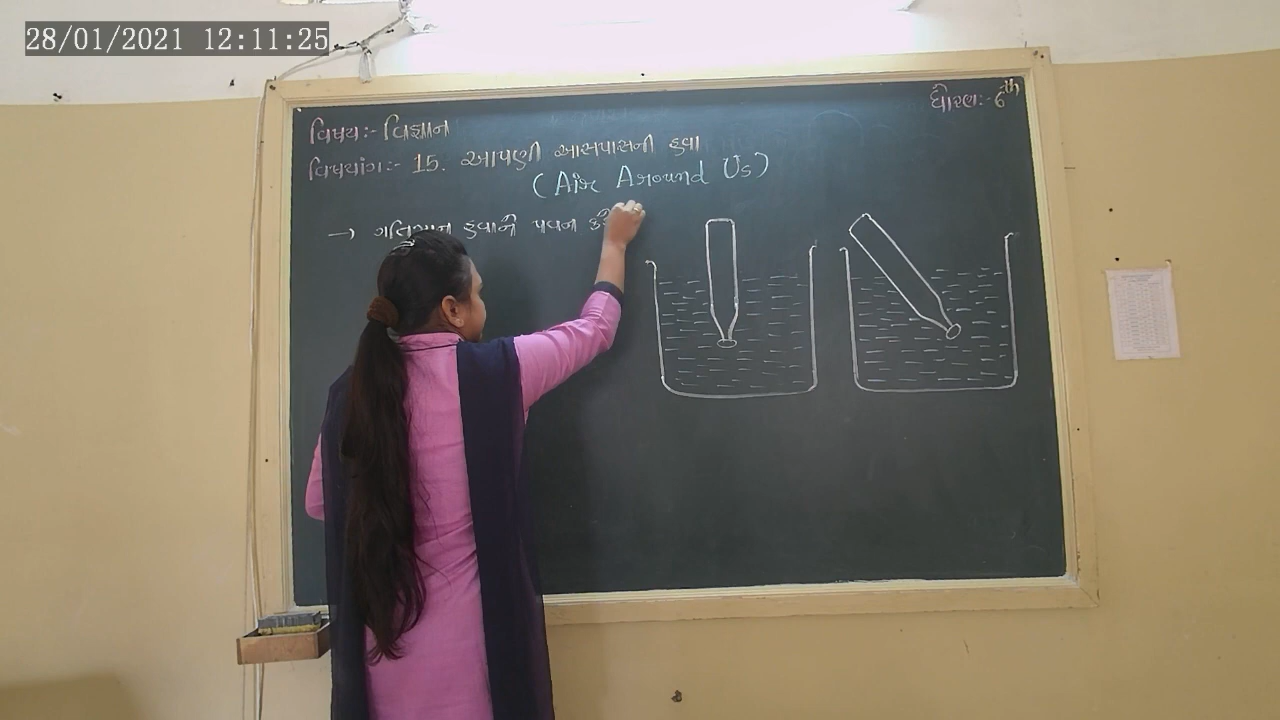 28/01/2021 12:11:25
ધોરણ:- 6th
વિષય:- વિજ્ઞાન
વિષયાંગ:- 15. આપણી આસપાસની હવા
(Air Around Us)
→ ગતિમાન હવાને પવન કહે